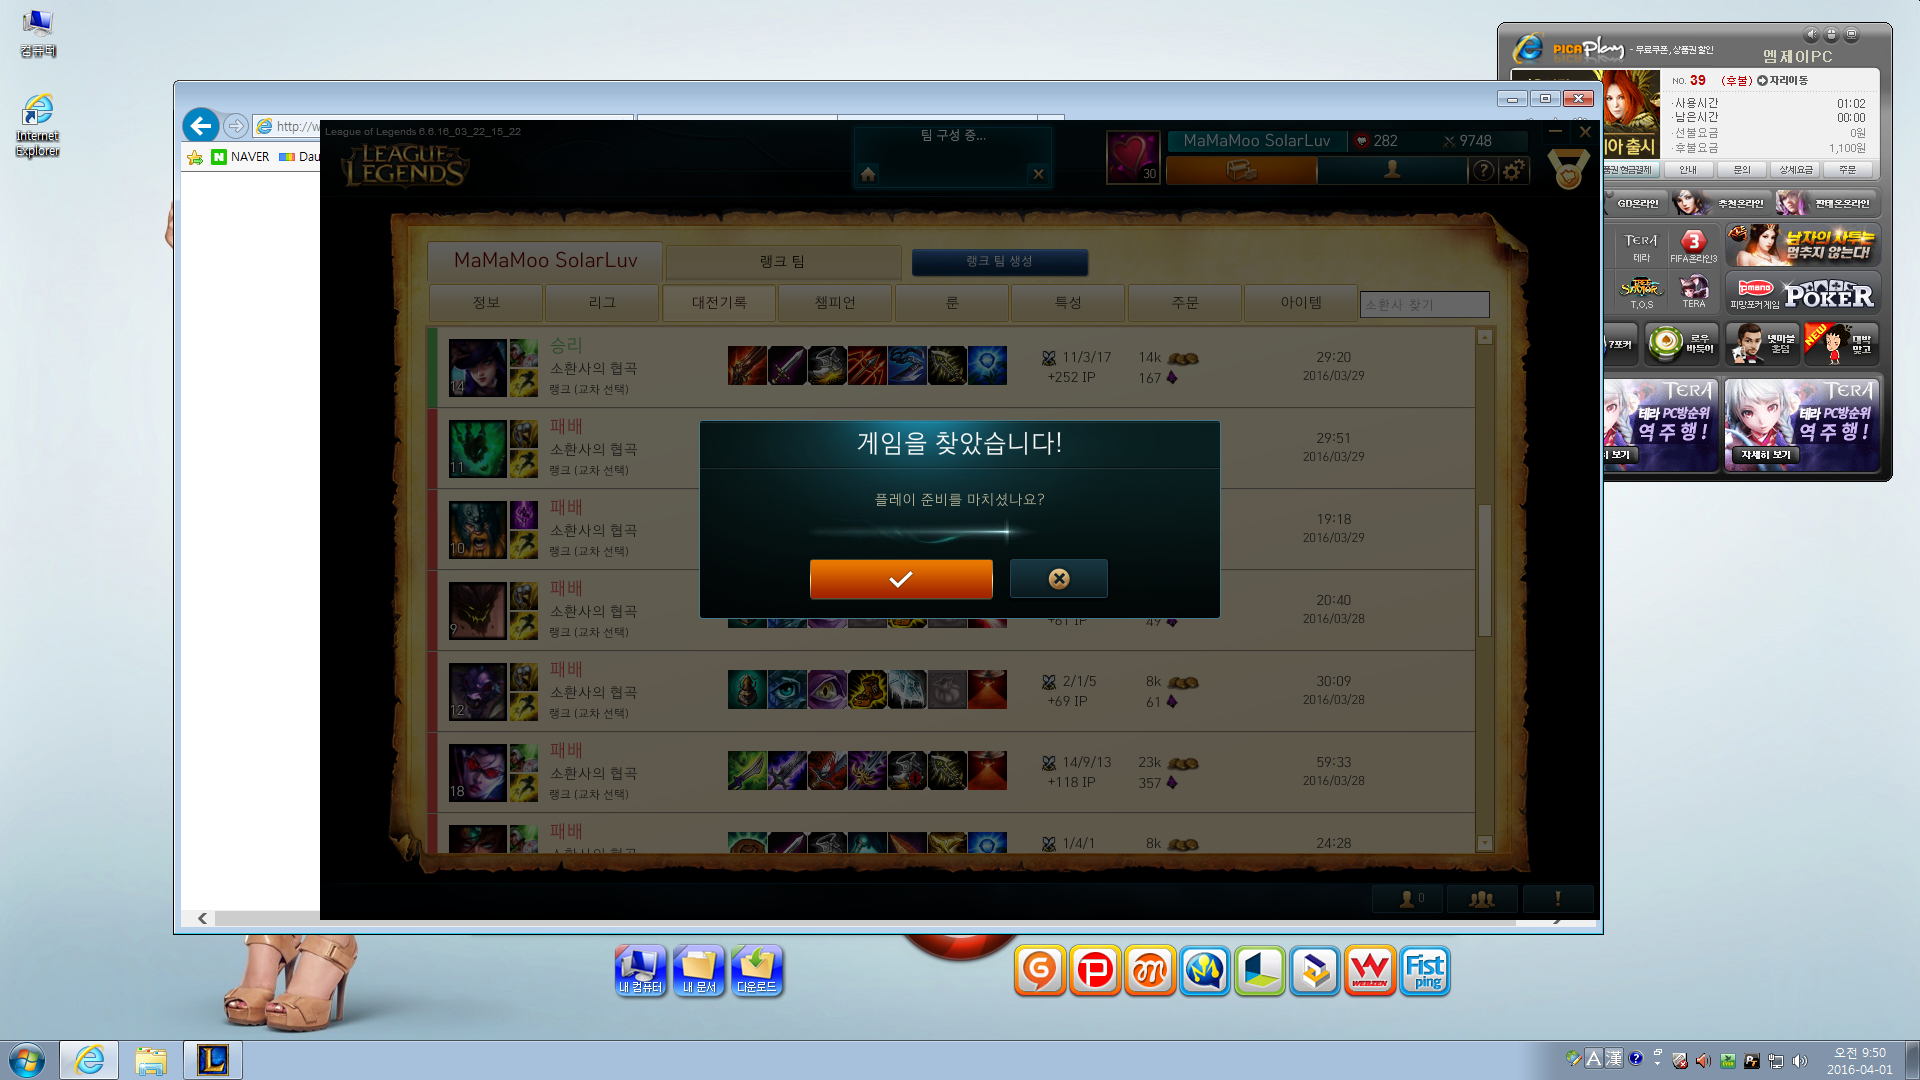 컴퓨터
Internet
Explorer
http://w
NAVER
Dau
League of Legends 6.6.16_03_22_15_22
LEAGUE OF
LEGENDS
팀 구성 중...
30
MaMaMoo SolarLuv
282
9748
MaMaMoo SolarLuv
랭크 팀
랭크 팀 생성
정보
리그
대전기록
챔피언
룬
특성
주문
아이템
소환사 찾기
14
승리
소환사의 협곡
랭크 (교차 선택)
11/3/17
+252 IP
14k
167
29:20
2016/03/29
11
패배
소환사의 협곡
랭크 (교차 선택)
29:51
2016/03/29
10
패배
소환사의 협곡
랭크 (교차 선택)
19:18
2016/03/29
9
패배
소환사의 협곡
랭크 (교차 선택)
+61 IP
49
20:40
2016/03/28
12
패배
소환사의 협곡
랭크 (교차 선택)
2/1/5
+69 IP
8k
61
30:09
2016/03/28
18
패배
소환사의 협곡
랭크 (교차 선택)
14/9/13
+118 IP
23k
357
59:33
2016/03/28
패배
소환사의 협곡
1/4/1
8k
24:28
게임을 찾았습니다!
플레이 준비를 마치셨나요?
0
PICAPlay - 무료쿠폰, 상품권 할인
엠제이PC
NO. 39 (후불) 자리이동
사용시간 01:02
남은시간 00:00
선불요금 0원
후불요금 1,100원
아 출시
품권 현금결제
안내
문의
상세요금
주문
GD온라인
추천온라인
판테온온라인
TERA
테라
3
FIFA온라인3
남자의 사투는
멈추지 않는다!
T.O.S
TERA
pmang
피망포커게임
POKER
7포커
로우
바둑이
넷마블
홀덤
NEW
대박
맞고
TERA
테라 PC방순위
역주행!
히 보기
TERA
테라 PC방순위
역주행!
자세히 보기
내 컴퓨터
내 문서
다운로드
WEBZEN
Fist
ping
A
漢
오전 9:50
2016-04-01